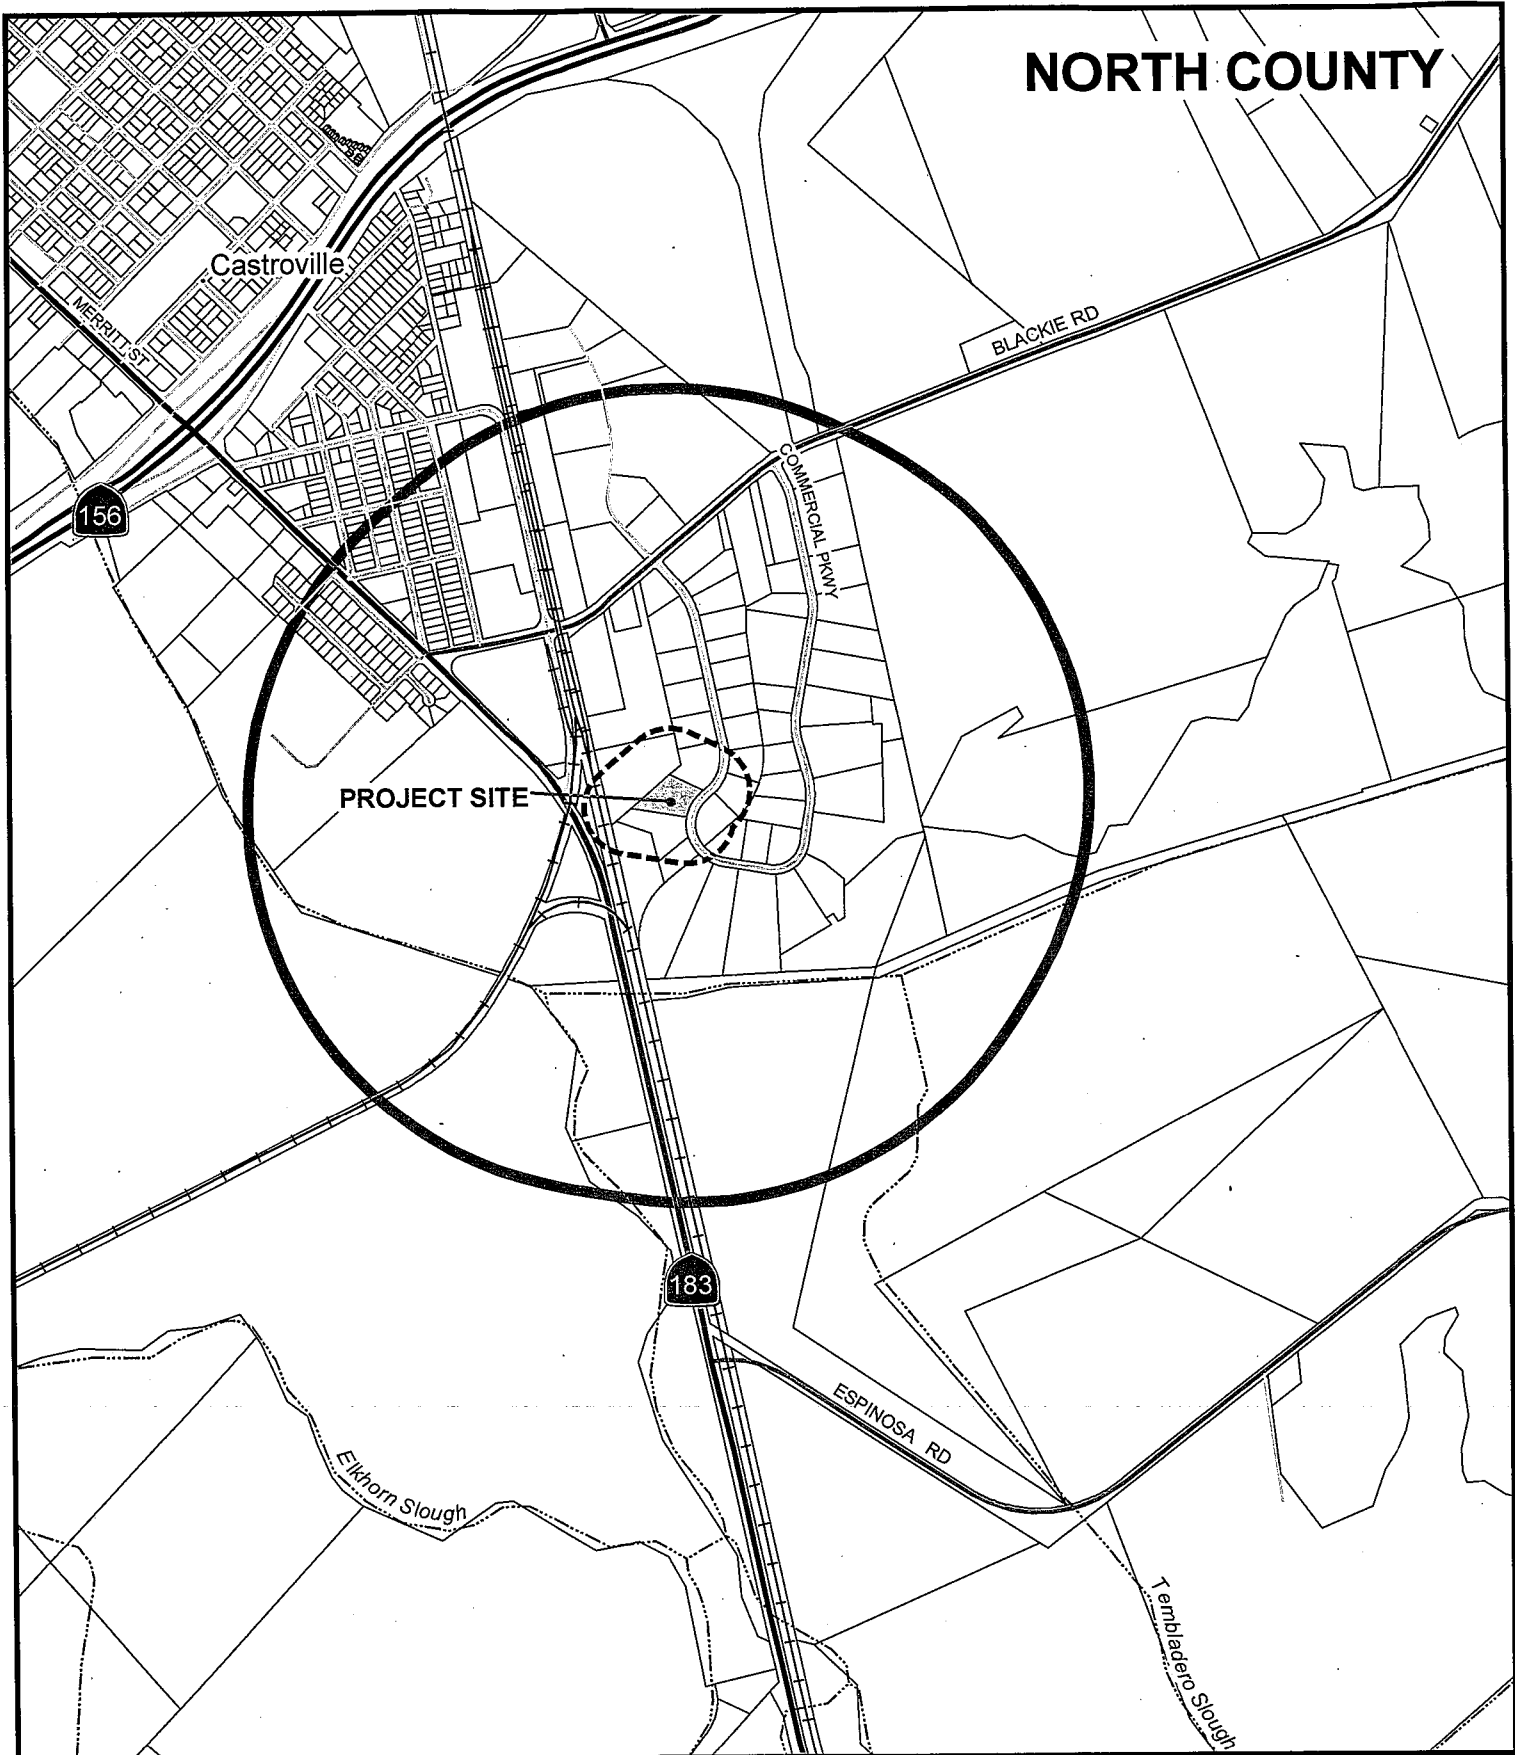 NORTH COUNTY
Castroville
MERRITT ST
BLACKIE RD
COMMERCIAL PKWY
156
PROJECT SITE
183
ESPINOSA RD
Elkhorn Slough
Tembladero Slough